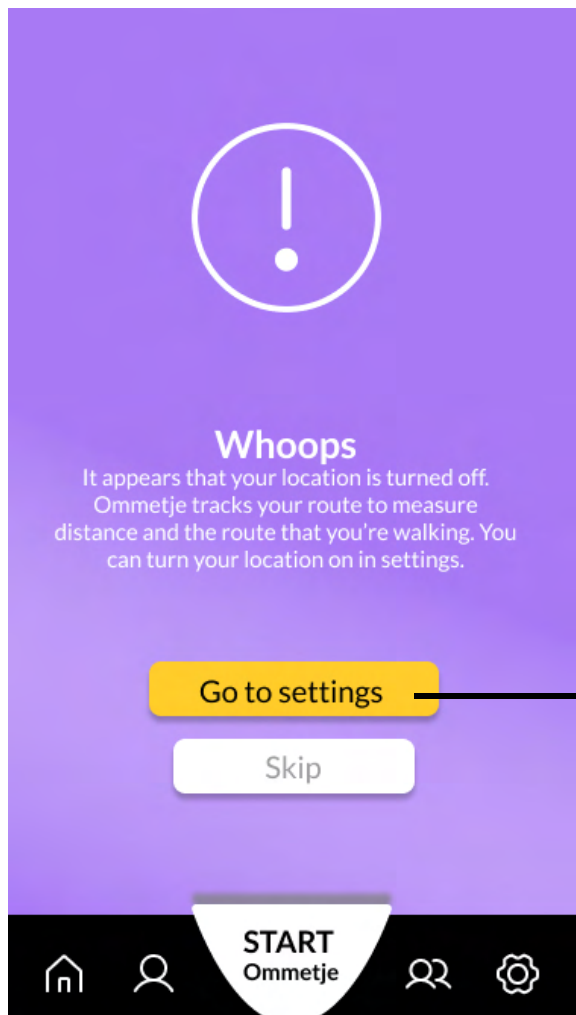 Whoops
It appears that your location is turned off.
Ommetje tracks your route to measure
distance and the route that you’re walking. You
can turn your location on in settings.
Go to settings
Skip
START
Ommetje